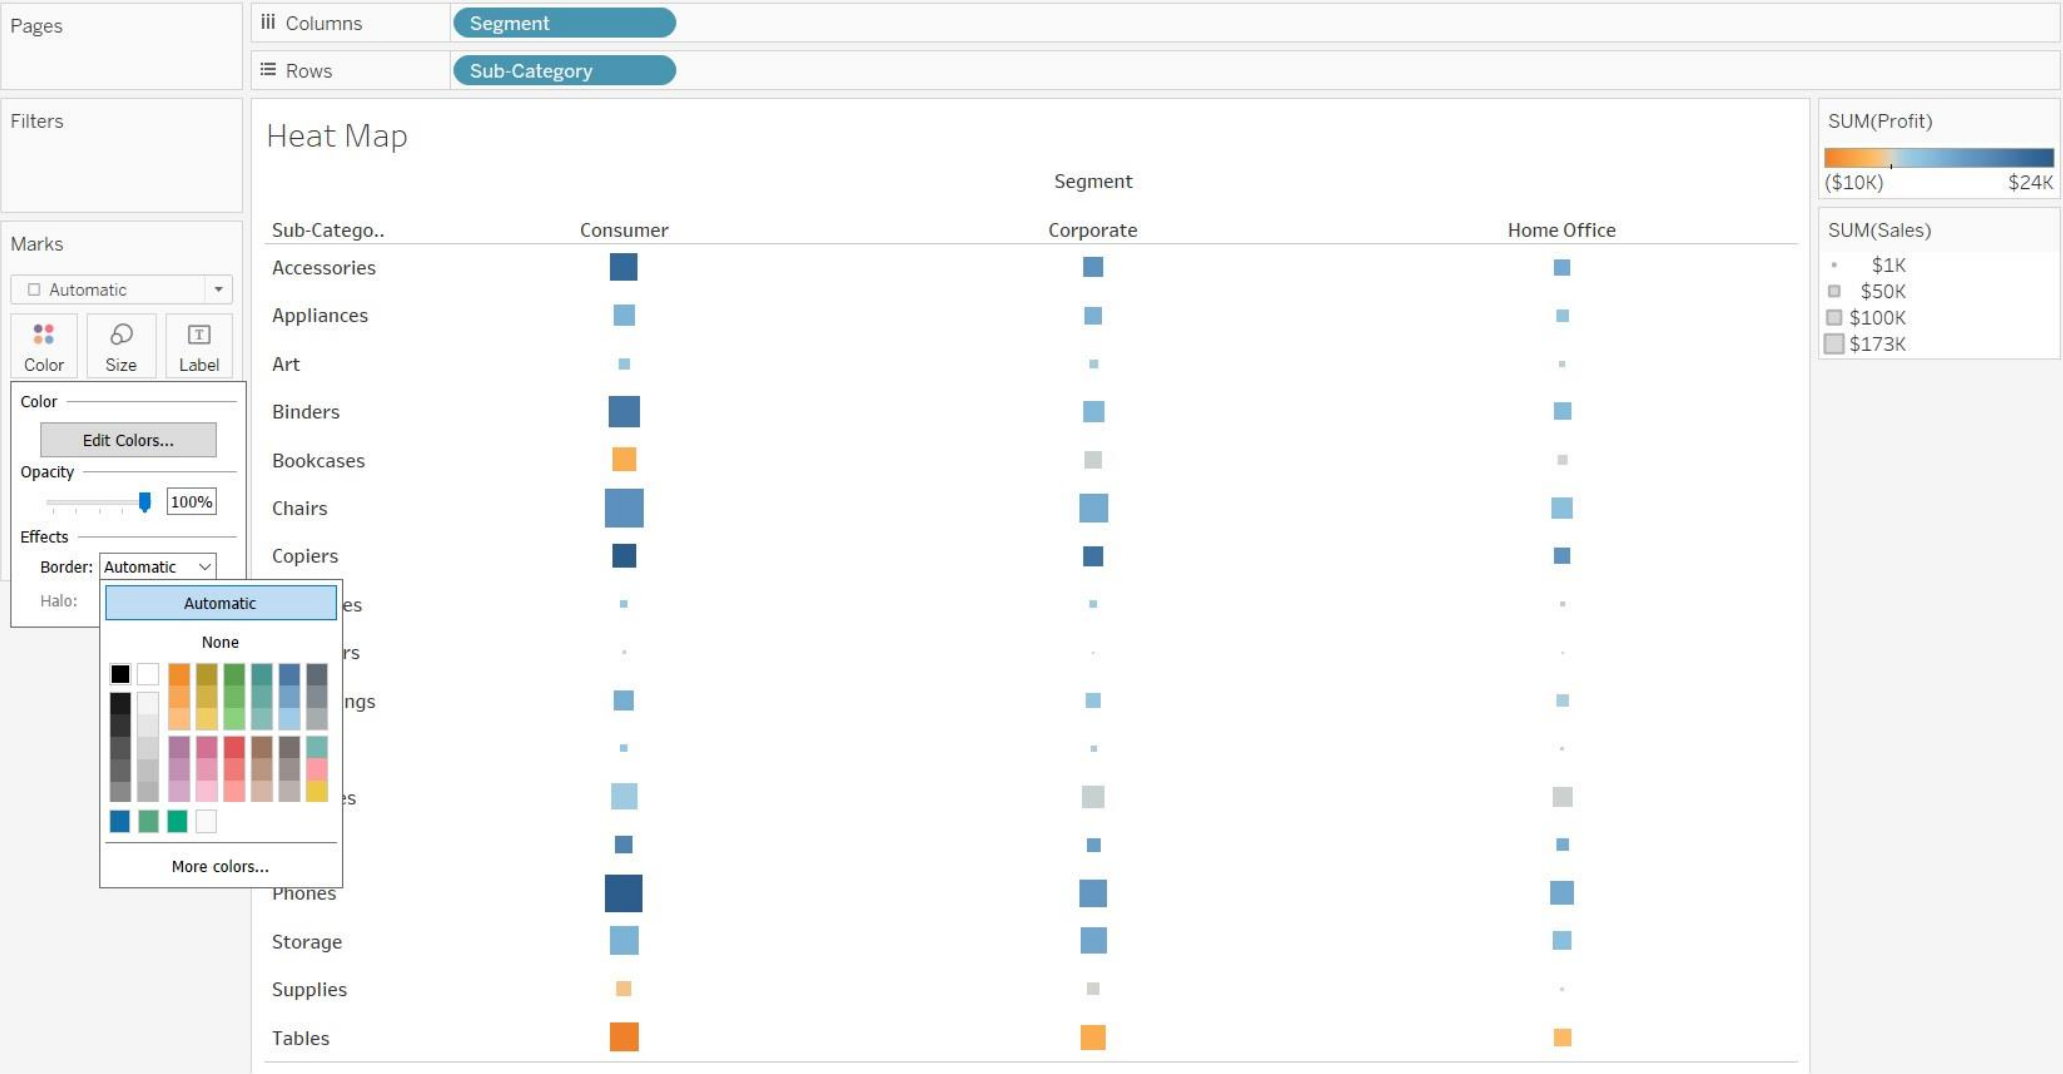 Pages
Columns
Segment
Rows
Sub-Category
Filters
Marks
Automatic
Color
Size
Label
Color
Edit Colors...
Opacity
100%
Effects
Border: Automatic
Halo:
Automatic
None
More colors...
Heat Map
Segment
Sub-Catego.. Consumer Corporate Home Office
Accessories
Appliances
Art
Binders
Bookcases
Chairs
Copiers
es
rs
ngs
es
Phones
Storage
Supplies
Tables
SUM(Profit)
($10K) $24K
SUM(Sales)
$1K
$50K
$100K
$173K